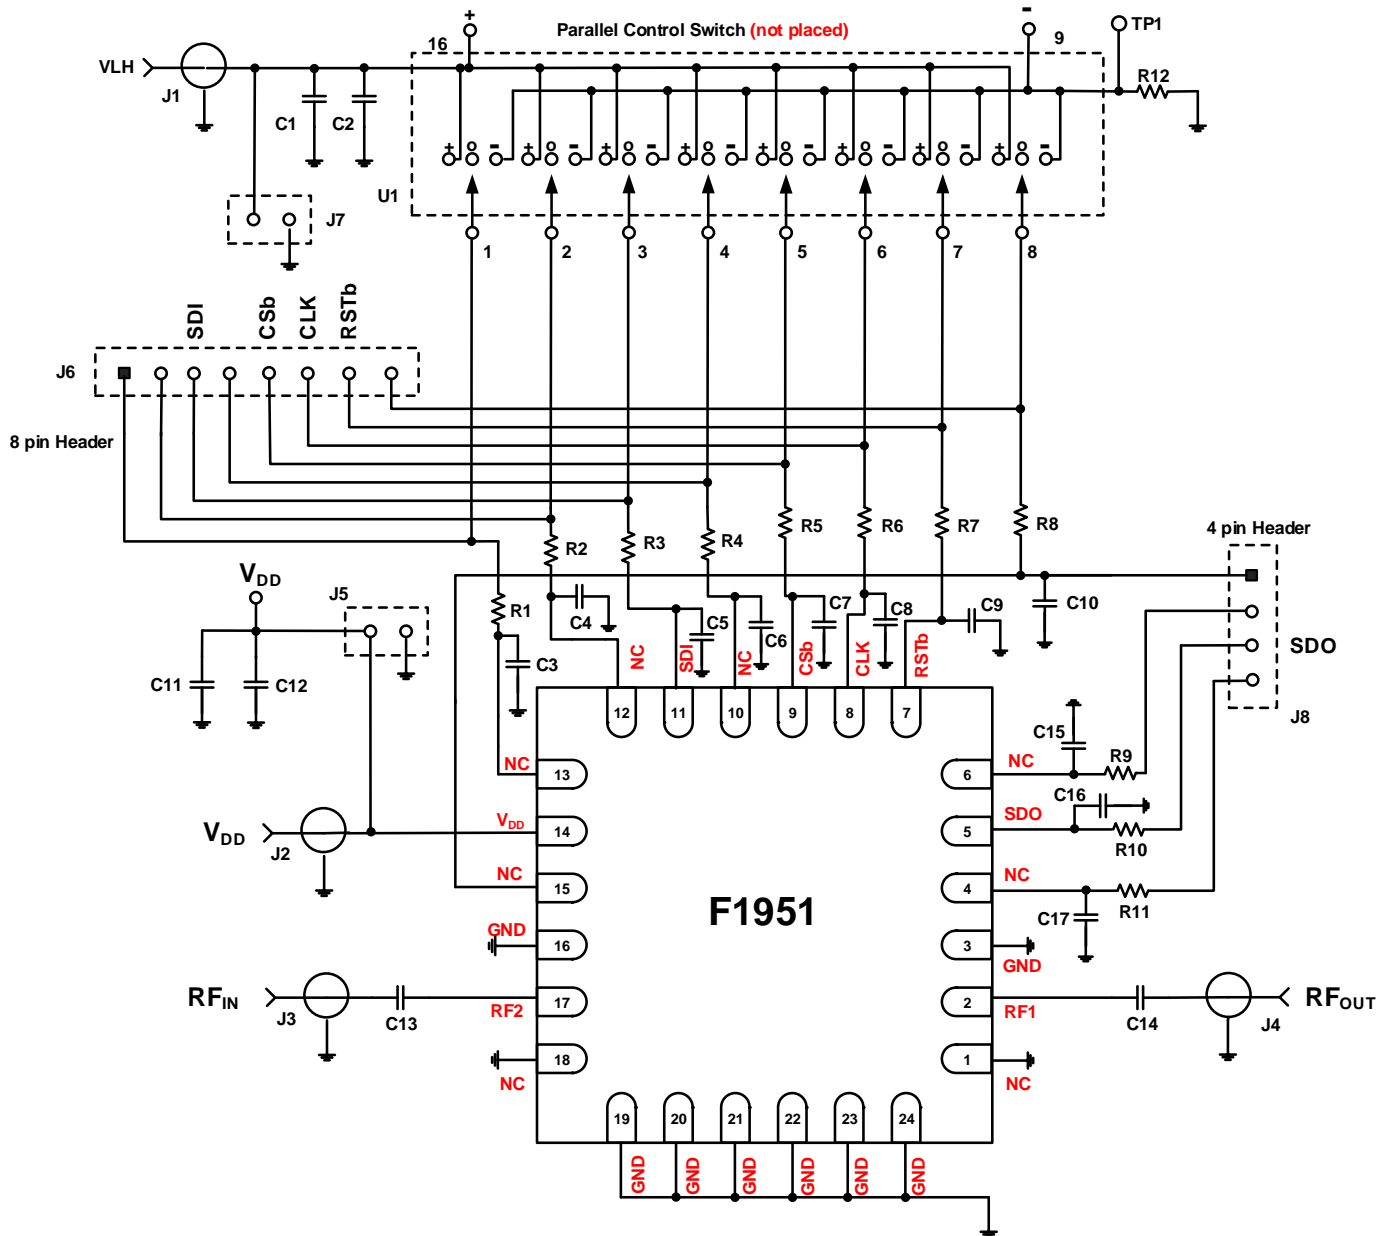 +
-
Parallel Control Switch (not placed)
16
9
TP1
VLH
J1
C1
C2
R12
+ o - + o - + o - + o - + o - + o - + o - + o -
U1
J7
1
2
3
4
5
6
7
8
SDI
CSb
CLK
RSTb
J6
8 pin Header
R1
R2
R3
R4
R5
R6
R7
R8
4 pin Header
VDD
J5
C3
C4
C5
C6
C7
C8
C9
C10
NC
SDI
NC
CSb
CLK
RSTb
SDO
J8
C11
C12
12
11
10
9
8
7
NC
13
6
NC
C15
R9
VDD
J2
VDD
14
5
SDO
C16
R10
NC
15
4
NC
C17
R11
F1951
GND
16
3
GND
RFIN
J3
C13
RF2
17
2
RF1
C14
J4
RFOUT
18
NC
1
NC
19
20
21
22
23
24
GND
GND
GND
GND
GND
GND